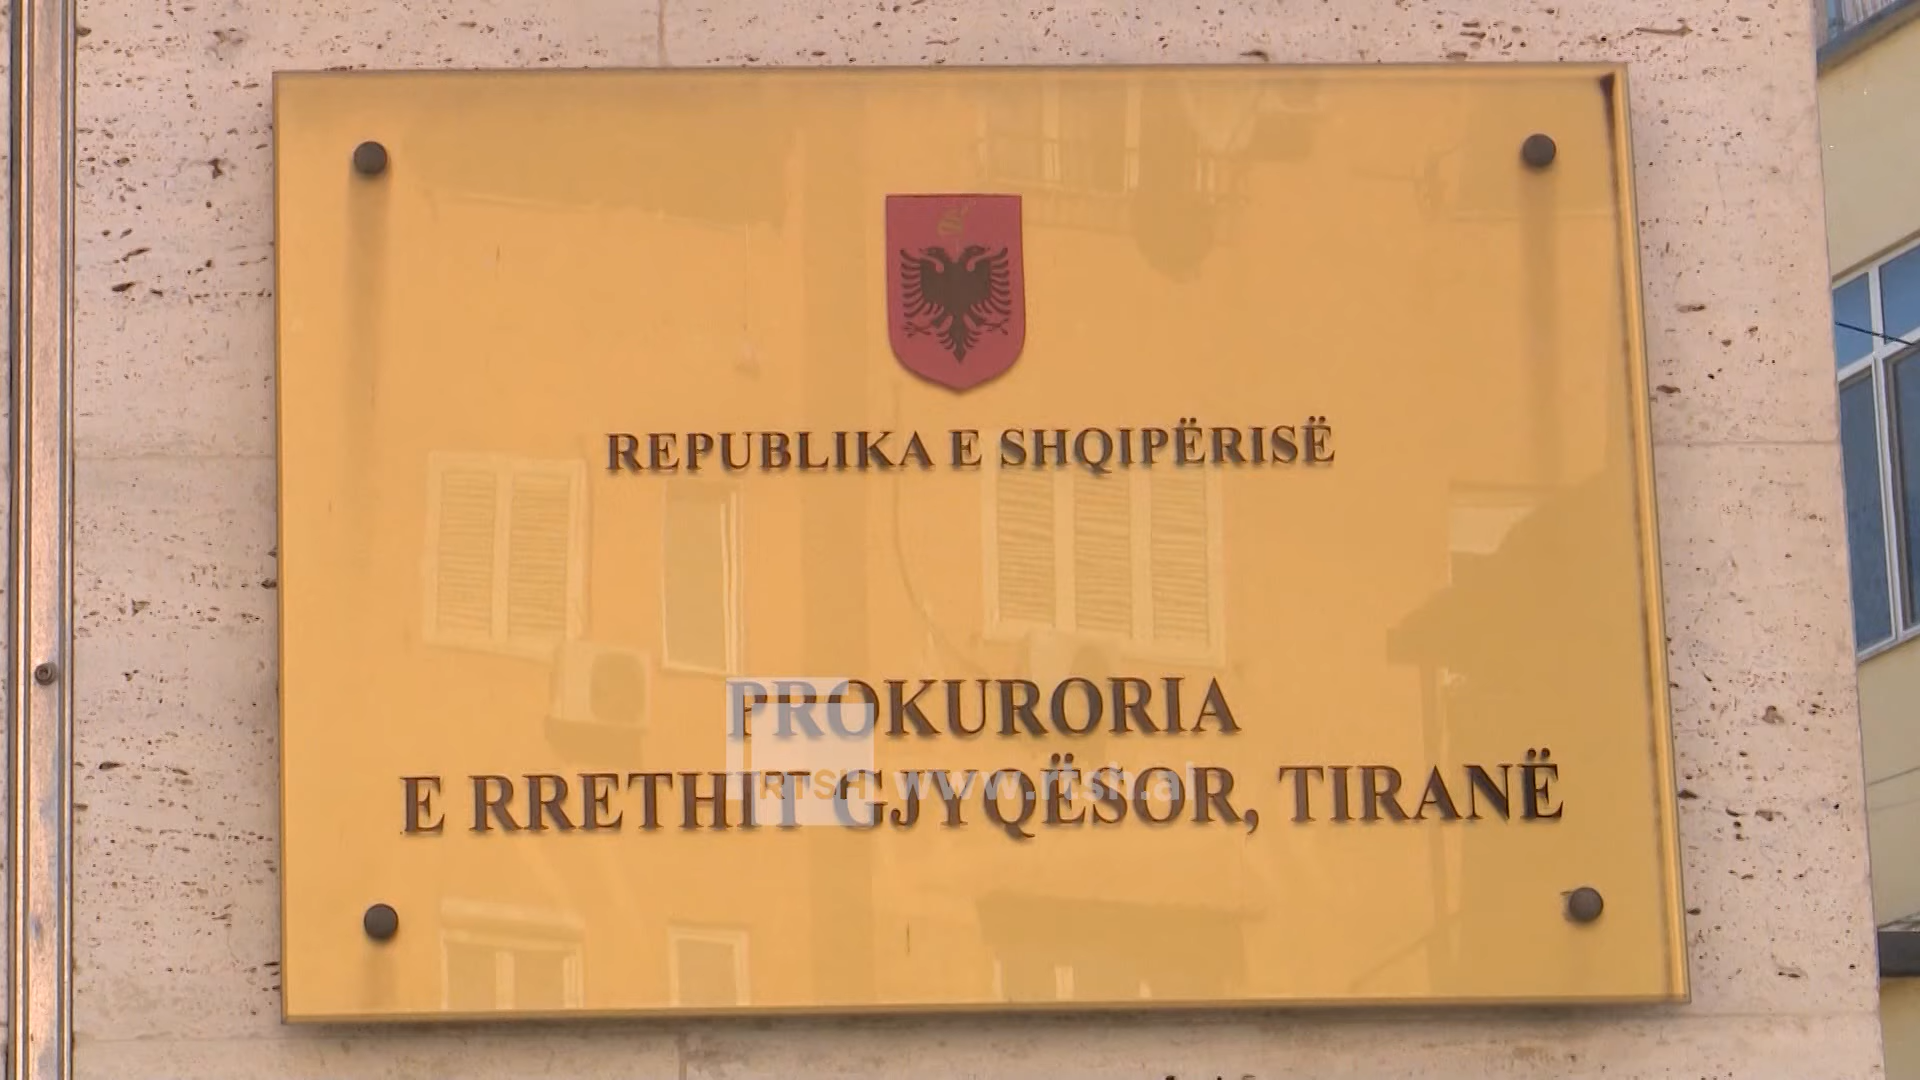 REPUBLIKA E SHQIPËRISË
PROKURORIA
E RRETHIT GJYQËSOR, TIRANË
RTSH www.rtsh.al